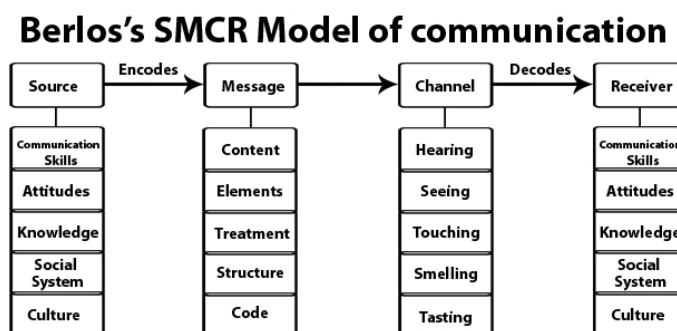 Berlos's SMCR Model of communication
Encodes
Decodes
Source
Message
Channel
Receiver
Communication
Skills
Attitudes
Knowledge
Social
System
Culture
Content
Elements
Treatment
Structure
Code
Hearing
Seeing
Touching
Smelling
Tasting
Communication
Skills
Attitudes
Knowledge
Social
System
Culture